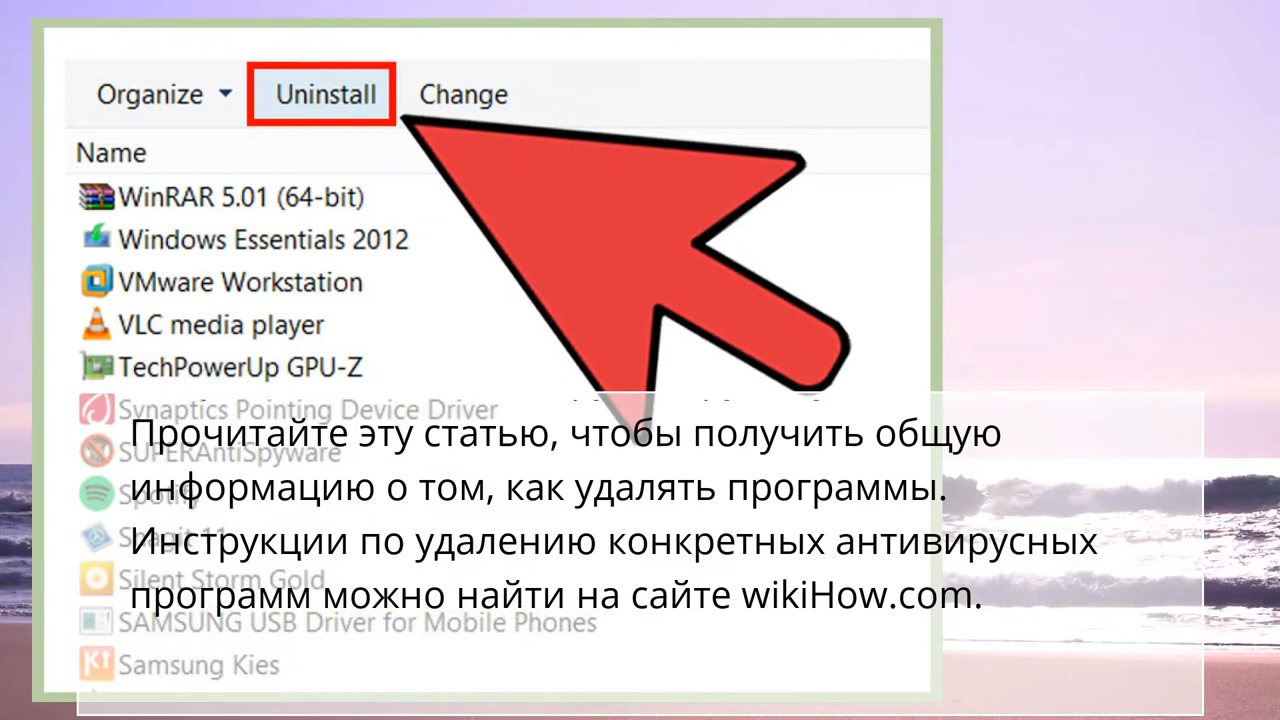 Organize Uninstall Change
Name
WinRAR 5.01 (64-bit)
Windows Essentials 2012
VMware Workstation
VLC media player
TechPowerUp GPU-Z
Synaptics Pointing Device Driver
Прочитайте эту статью, чтобы получить общую
SUPERAntiSpyware
информацию о том, как удалять программы.
Spotify
Инструкции по удалению конкретных антивирусных
Snagit 11
Silent Storm Gold
программ можно найти на сайте wikiHow.com.
SAMSUNG USB Driver for Mobile Phones
Samsung Kies